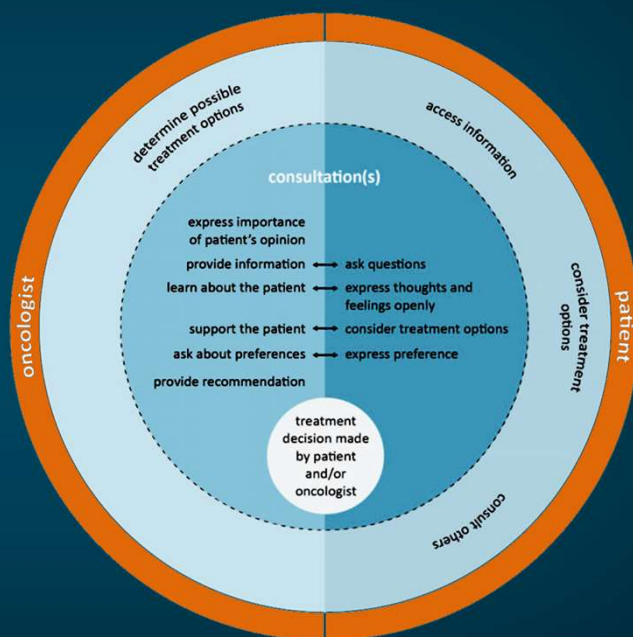 oncologist
patient
determine possible
treatment options
access information
consider treatment
options
consult others
consultation(s)
express importance
of patient's opinion
provide information
ask questions
learn about the patient
express thoughts and
feelings openly
support the patient
consider treatment options
ask about preferences
express preference
provide recommendation
treatment
decision made
by patient
and/or
oncologist